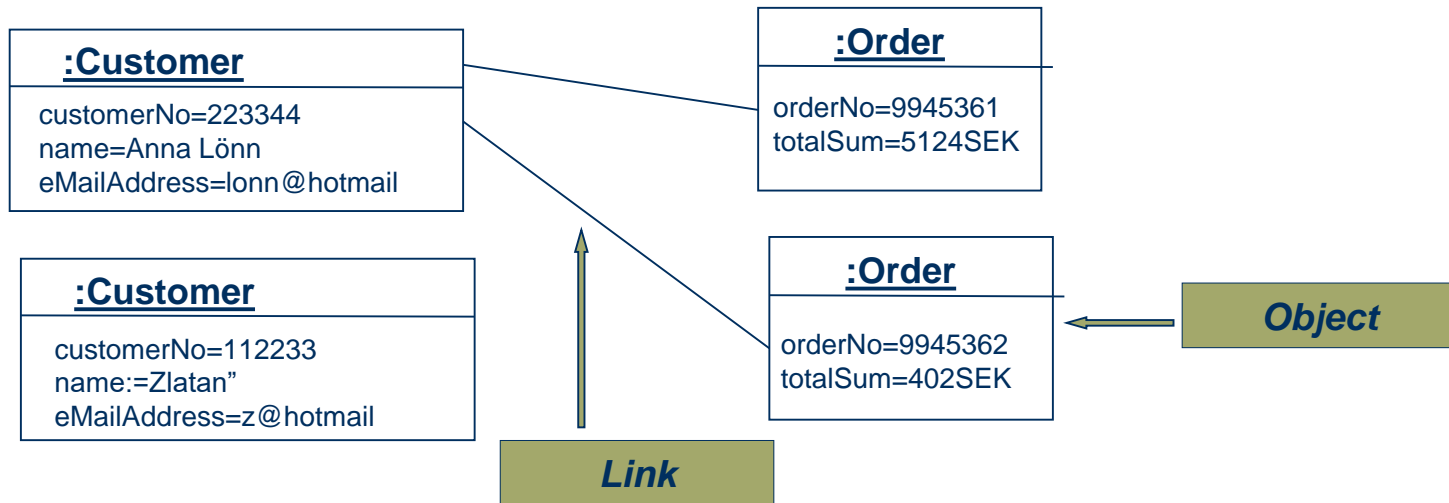 :Customer
customerNo=223344
name=Anna Lönn
eMailAddress=lonn@hotmail
:Order
orderNo=9945361
totalSum=5124SEK
:Customer
customerNo=112233
name:=Zlatan”
eMailAddress=z@hotmail
:Order
orderNo=9945362
totalSum=402SEK
Object
Link